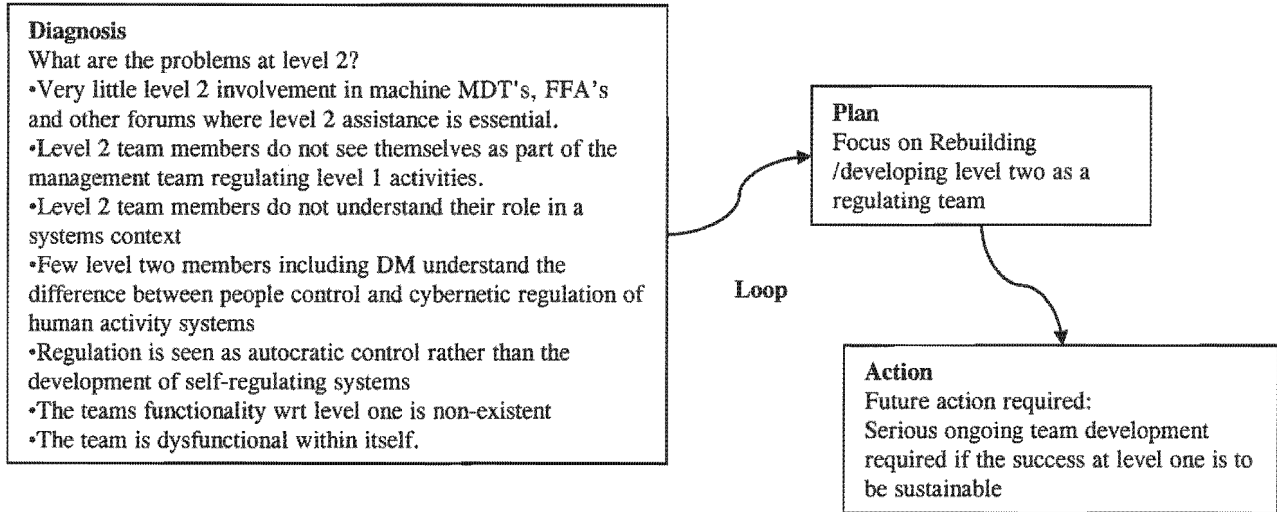 Diagnosis
What are the problems at level 2?
•Very little level 2 involvement in machine MDT's, FFA's
and other forums where level 2 assistance is essential.
•Level 2 team members do not see themselves as part of the
management team regulating level 1 activities.
•Level 2 team members do not understand their role in a
systems context
•Few level two members including DM understand the
difference between people control and cybernetic regulation of
human activity systems
•Regulation is seen as autocratic control rather than the
development of self-regulating systems
•The teams functionality wrt level one is non-existent
•The team is dysfunctional within itself.
Plan
Focus on Rebuilding
/developing level two as a
regulating team
Loop
Action
Future action required:
Serious ongoing team development
required if the success at level one is to
be sustainable